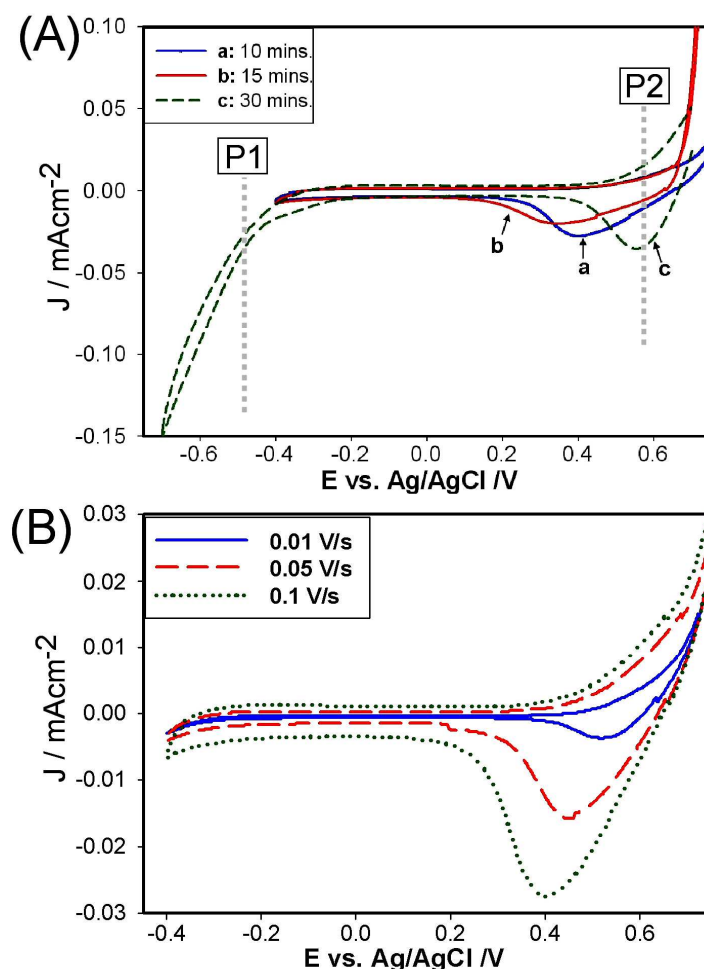 (A)
a: 10 mins.
b: 15 mins.
c: 30 mins.
P1
P2
b
a
c
0.10
0.05
0.00
-0.05
-0.10
-0.15
J / mAcm-2
-0.6 -0.4 -0.2 0.0 0.2 0.4 0.6
E vs. Ag/AgCl /V
(B)
0.01 V/s
0.05 V/s
0.1 V/s
0.03
0.02
0.01
0.00
-0.01
-0.02
-0.03
J / mAcm-2
-0.4 -0.2 0.0 0.2 0.4 0.6
E vs. Ag/AgCl /V